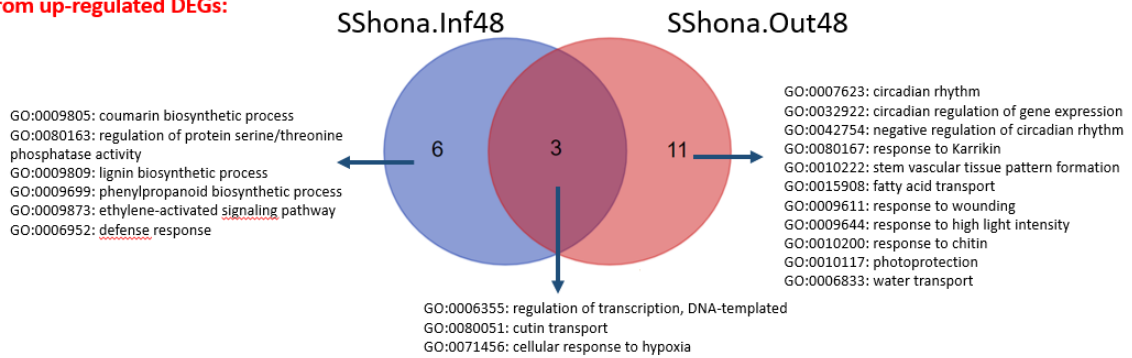 rom up-regulated DEGs:
SShona.Inf48
SShona.Out48
GO:0009805: coumarin biosynthetic process
GO:0080163: regulation of protein serine/threonine
phosphatase activity
GO:0009809: lignin biosynthetic process
GO:0009699: phenylpropanoid biosynthetic process
GO:0009873: ethylene-activated signaling pathway
GO:0006952: defense response
6
3
11
GO:0007623: circadian rhythm
GO:0032922: circadian regulation of gene expression
GO:0042754: negative regulation of circadian rhythm
GO:0080167: response to Karrikin
GO:0010222: stem vascular tissue pattern formation
GO:0015908: fatty acid transport
GO:0009611: response to wounding
GO:0009644: response to high light intensity
GO:0010200: response to chitin
GO:0010117: photoprotection
GO:0006833: water transport
GO:0006355: regulation of transcription, DNA-templated
GO:0080051: cutin transport
GO:0071456: cellular response to hypoxia